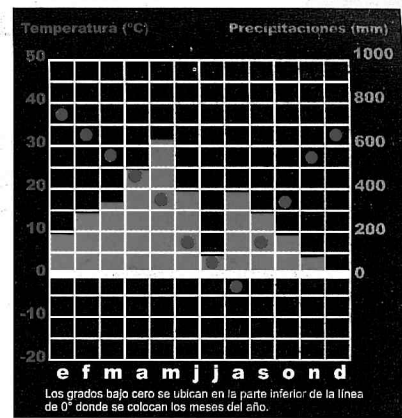 Temperatura (°C) Precipitaciones (mm)
50 1000
40 800
30 600
20 400
10 200
0 0
-10
-20
e f m a m j j a s o n d
Los grados bajo cero se ubican en la parte inferior de la línea
de 0° donde se colocan los meses del año.